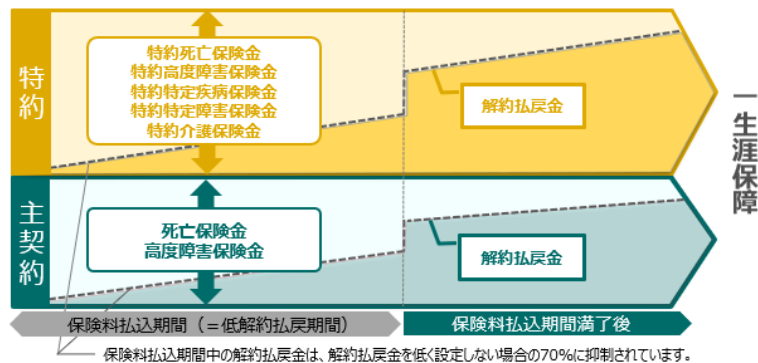 特約
特約死亡保険金
特約高度障害保険金
特約特定疾病保険金
特約特定障害保険金
特約介護保険金
解約払戻金
主契約
死亡保険金
高度障害保険金
解約払戻金
一生涯保障
保険料払込期間（＝低解約払戻期間）
保険料払込期間満了後
保険料払込期間中の解約払戻金は、解約払戻金を低く設定しない場合の70%に抑制されています。